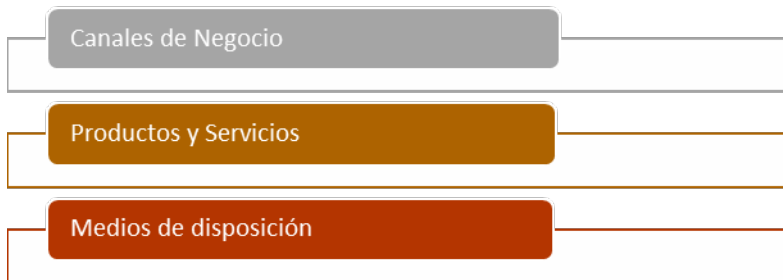 Canales de Negocio
Productos y Servicios
Medios de disposición